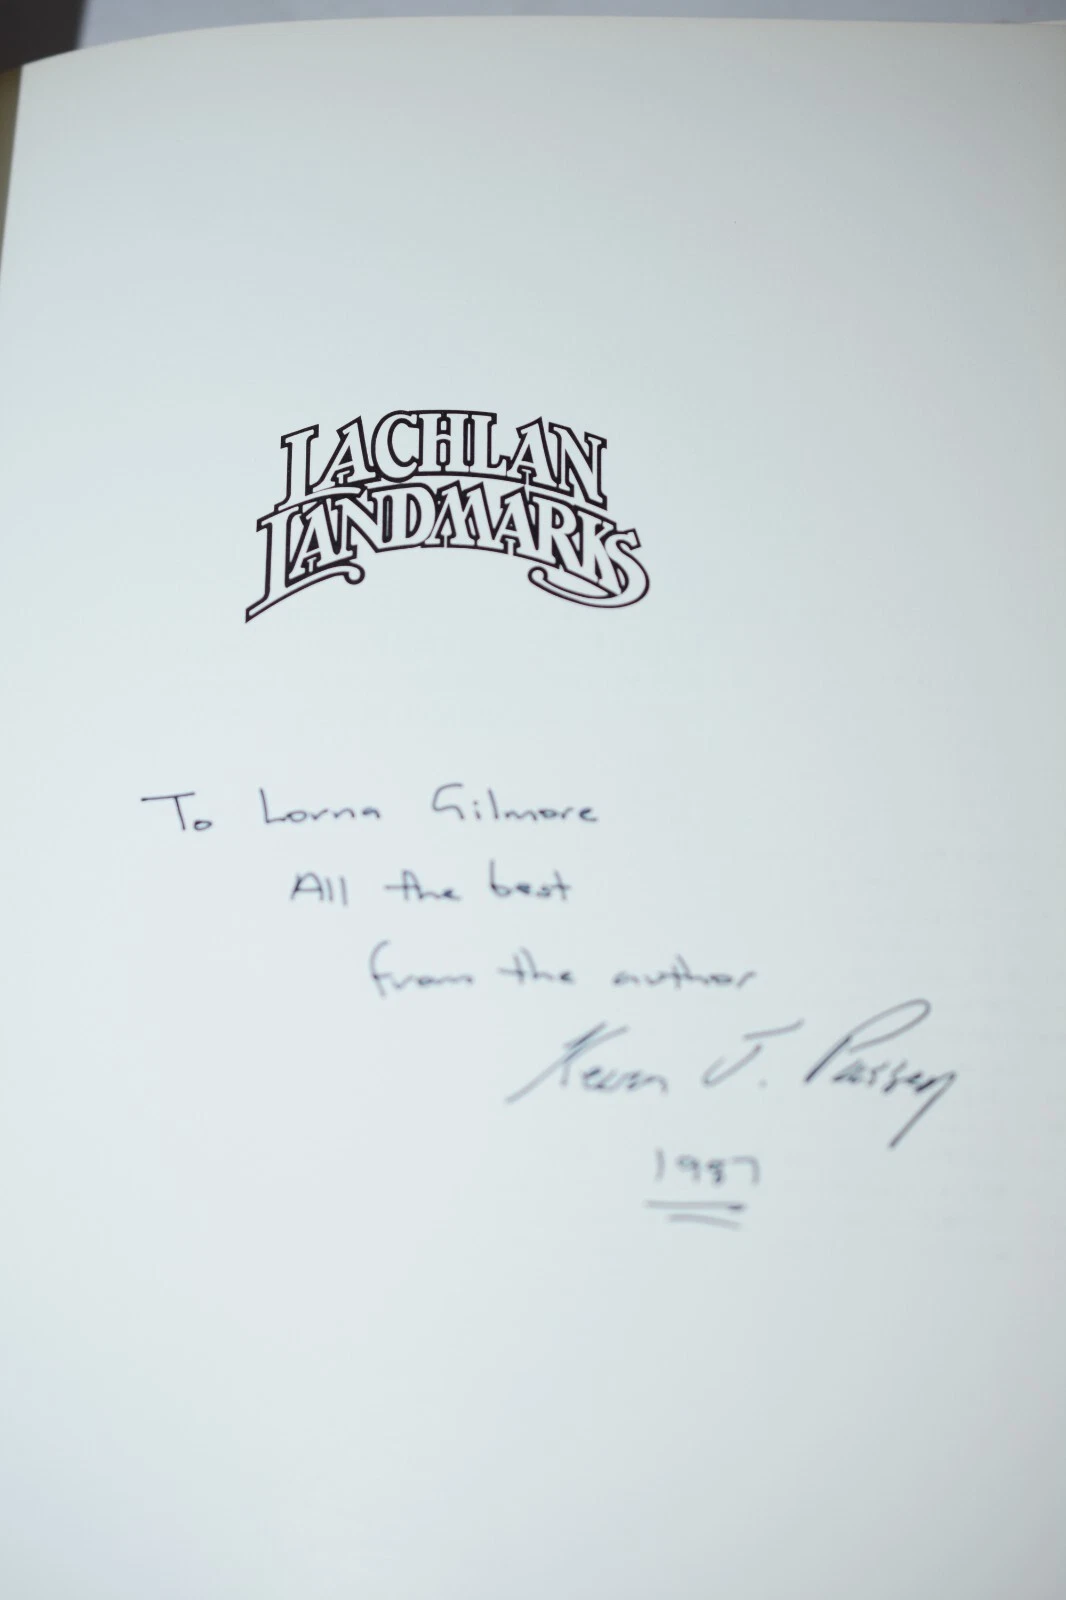 LACHLAN
LANDMARKS
To Lorna Gilmore
All the best
from the author
Kevin J. Passey
1987